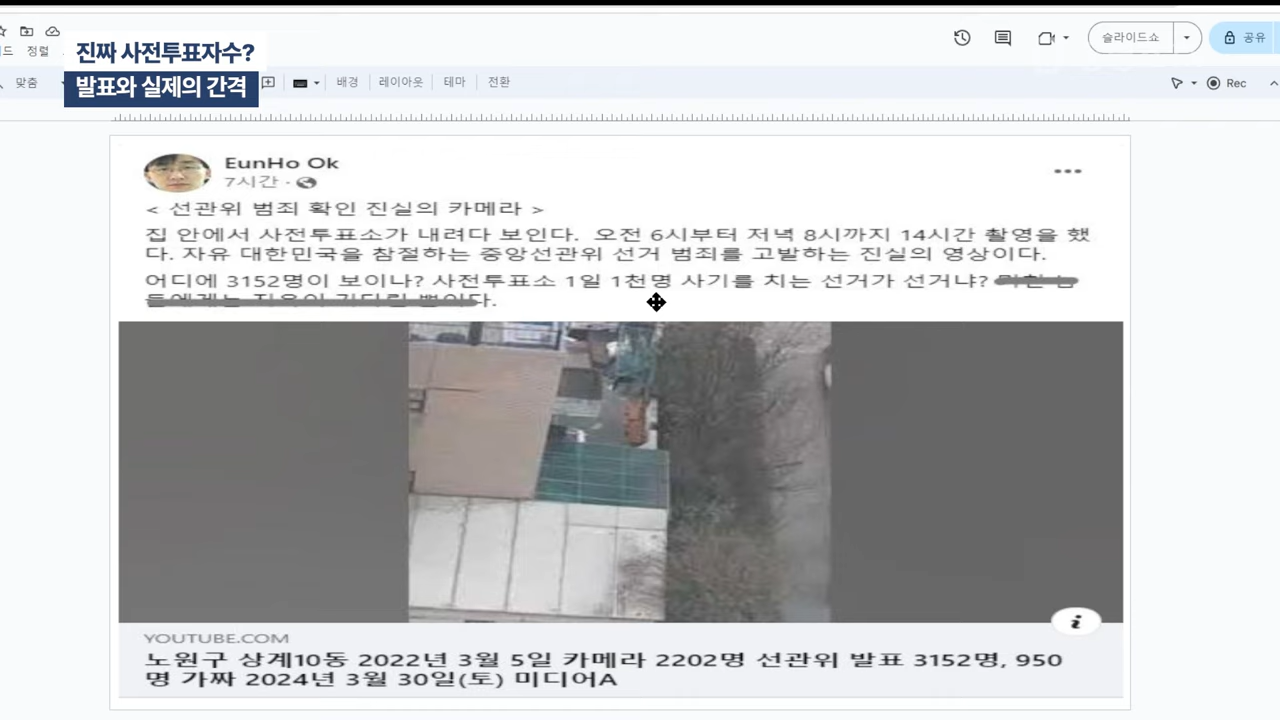 진짜 사전투표자수?
발표와 실제의 간격
정렬
슬라이드쇼
공유
맞춤
배경
레이아웃
테마
전환
Rec
EunHo Ok
7시간 ·
< 선관위 범죄 확인 진실의 카메라 >
집 안에서 사전투표소가 내려다 보인다. 오전 6시부터 저녁 8시까지 14시간 촬영을 했
다. 자유 대한민국을 참절하는 중앙선관위 선거 범죄를 고발하는 진실의 영상이다.
어디에 3152명이 보이나? 사전투표소 1일 1천명 사기를 치는 선거가 선거냐?
YOUTUBE.COM
노원구 상계10동 2022년 3월 5일 카메라 2202명 선관위 발표 3152명, 950
명 가짜 2024년 3월 30일(토) 미디어A